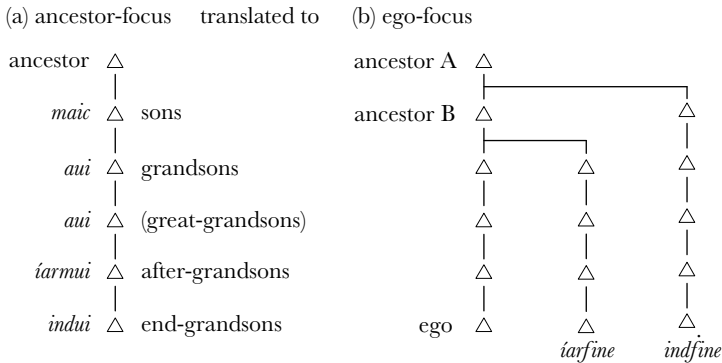 (a) ancestor-focus translated to (b) ego-focus
ancestor ancestor A
maic sons ancestor B
aui grandsons
aui (great-grandsons)
íarmui after-grandsons
indui end-grandsons ego
íarfine indḟine